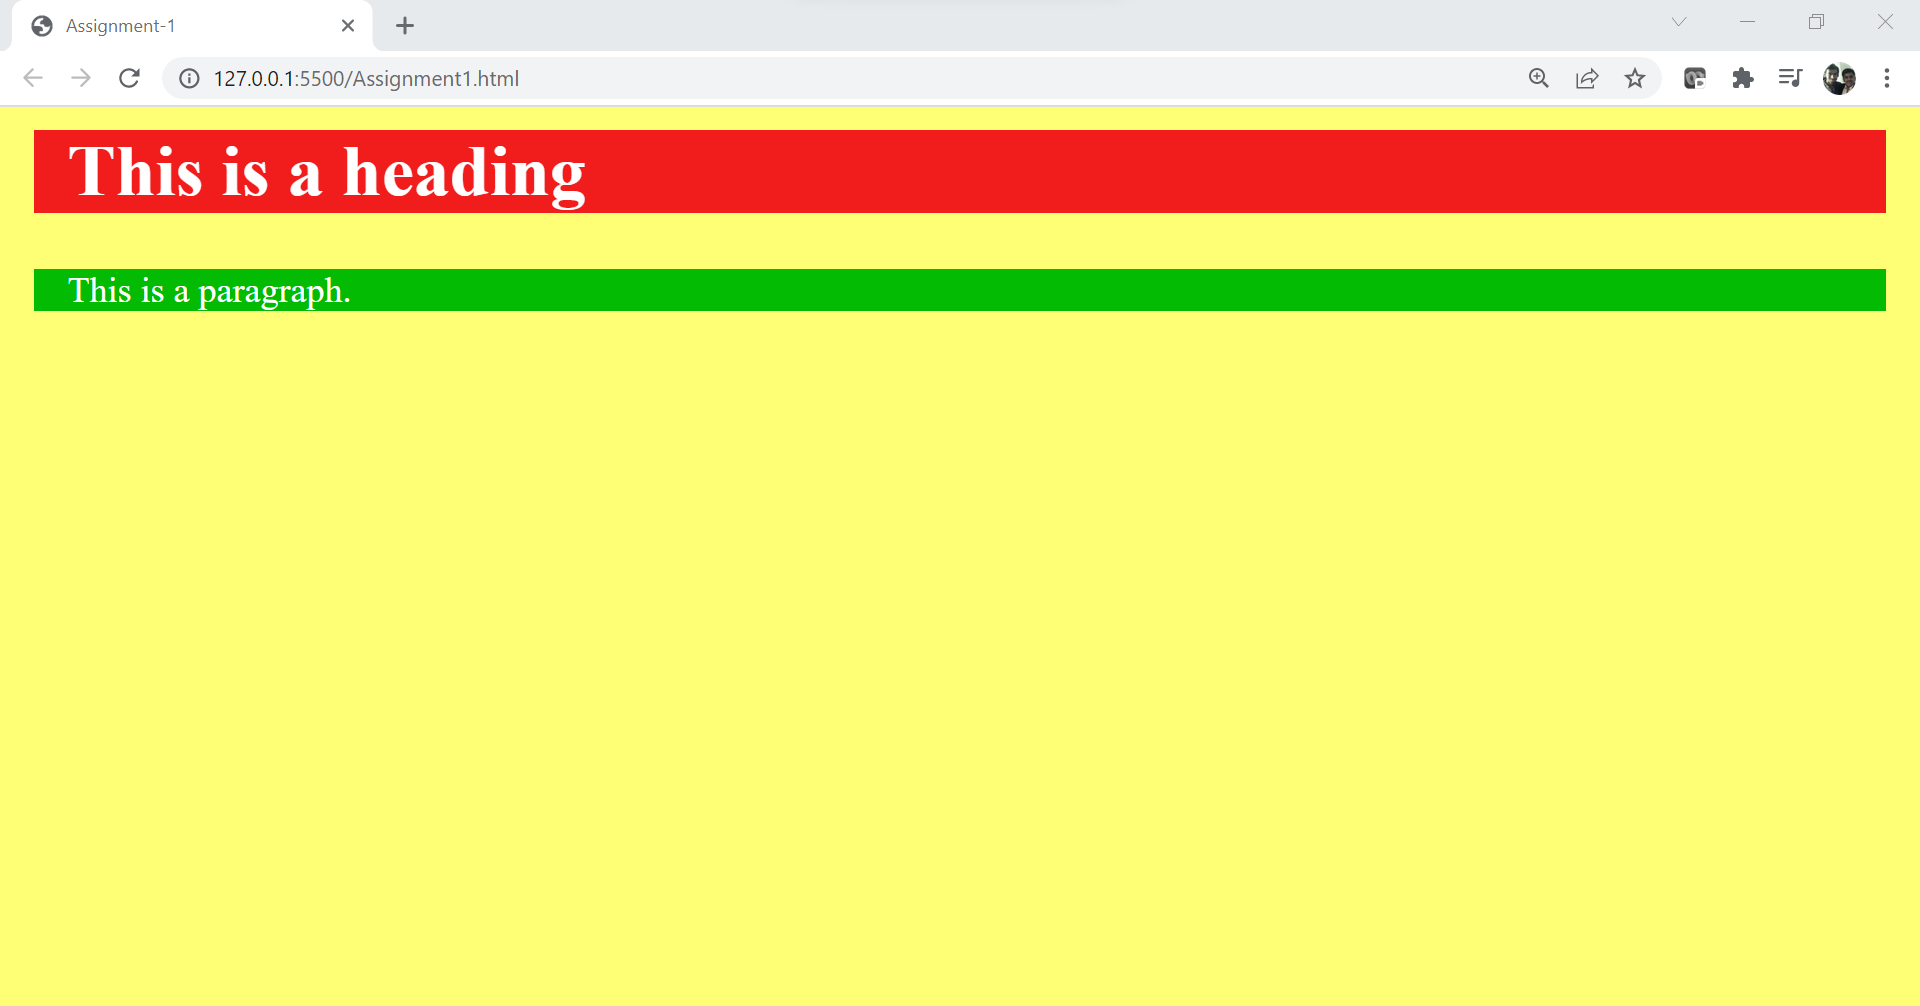 Assignment-1
127.0.0.1:5500/Assignment1.html
This is a heading
This is a paragraph.